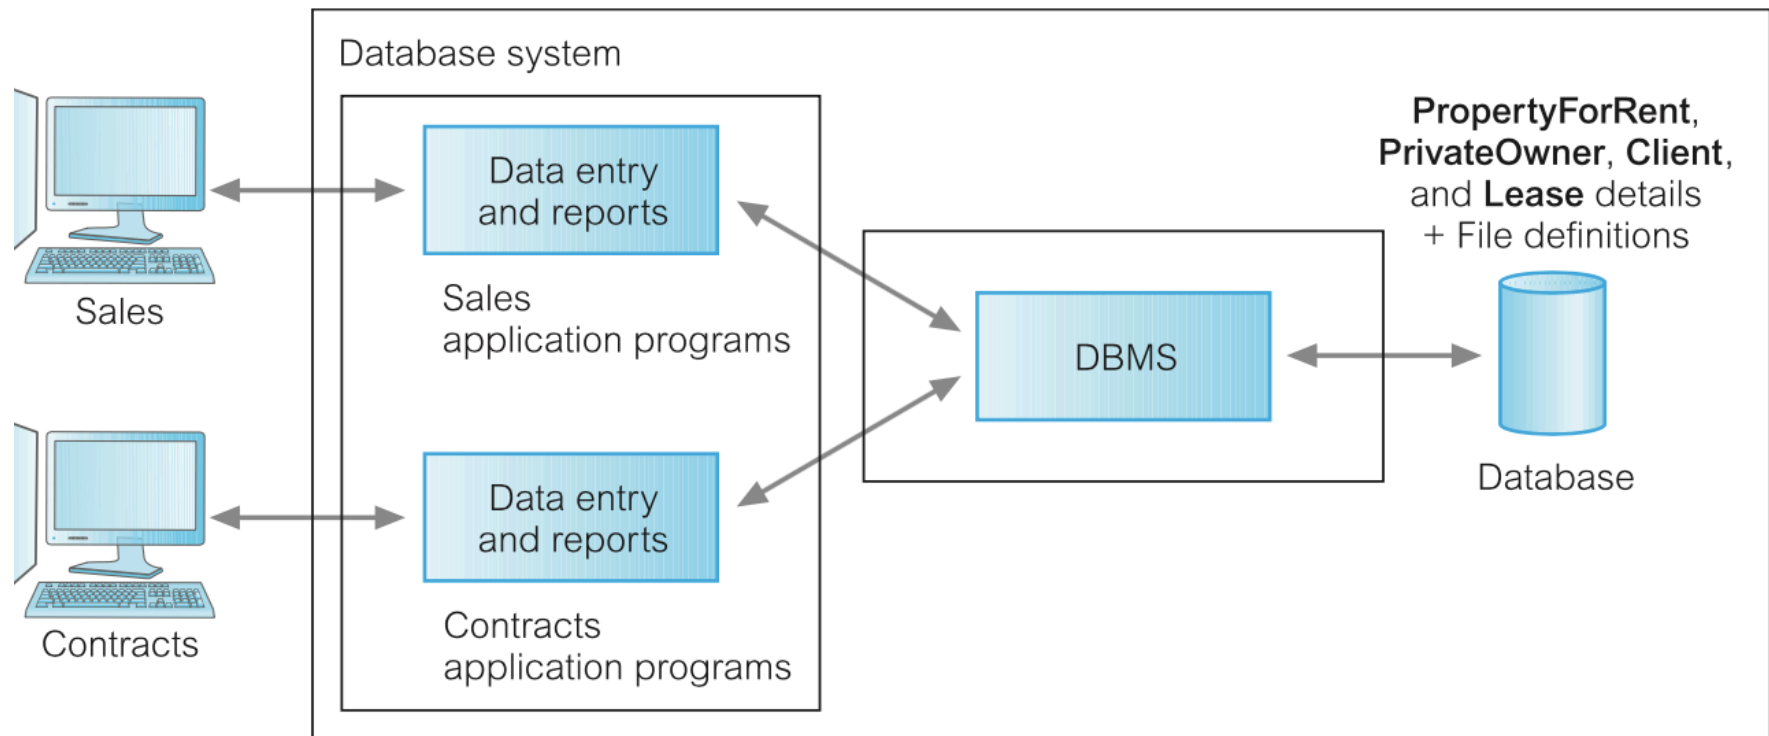 Database system
Sales
Data entry
and reports
Sales
application programs
Contracts
Data entry
and reports
Contracts
application programs
DBMS
PropertyForRent,
PrivateOwner, Client,
and Lease details
+ File definitions
Database